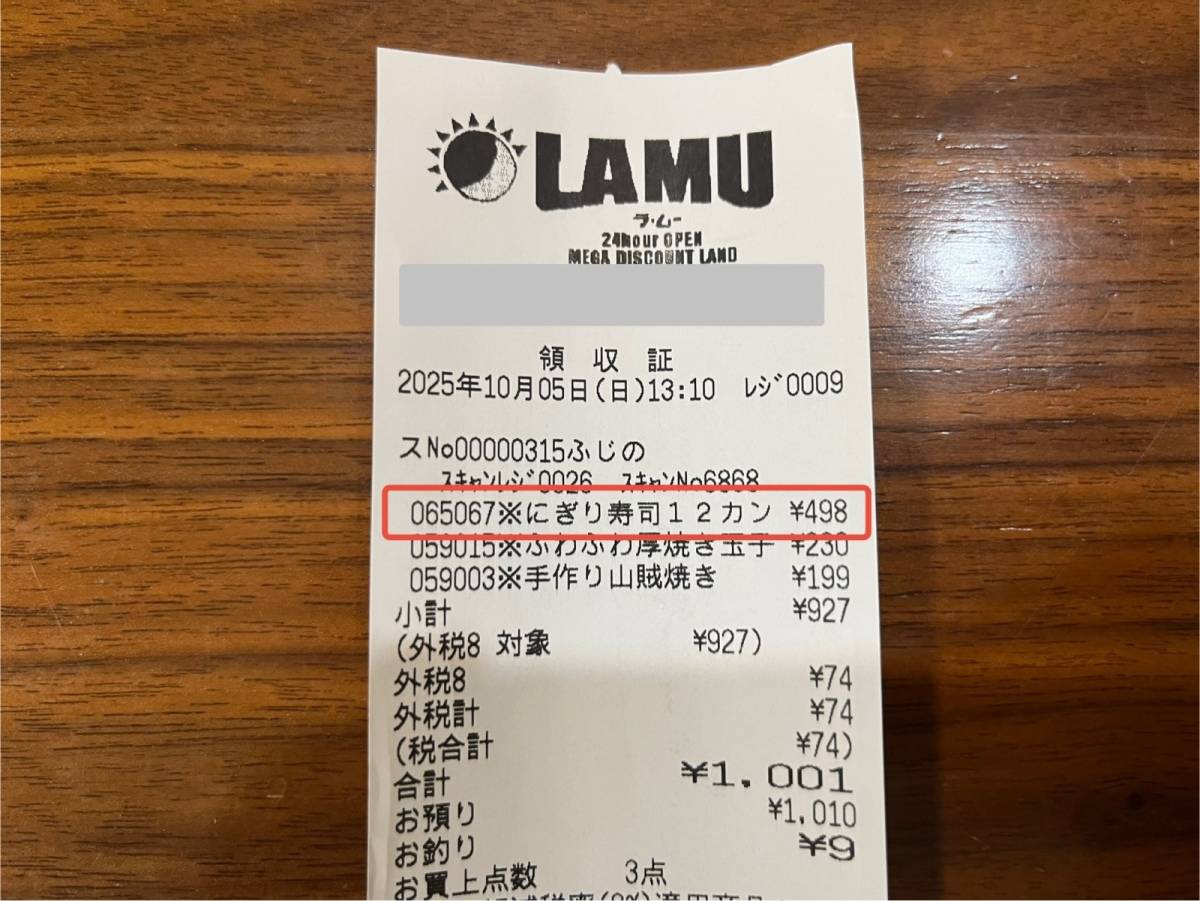 LAMU
ラ・ムー
24hour OPEN
MEGA DISCOUNT LAND
領 収 証
2025年10月05日(日)13:10 ﾚｼﾞ0009
スNo00000315ふじの
ｽｷｬﾝﾚｼﾞ0026 ｽｷｬﾝNo6868
065067※にぎり寿司１２カン ¥498
059015※ふわふわ厚焼き玉子 ¥230
059003※手作り山賊焼き ¥199
小計 ¥927
(外税8 対象 ¥927)
外税8 ¥74
外税計 ¥74
(税合計 ¥74)
合計 ¥1,001
お預り ¥1,010
お釣り ¥9
お買上点数 3点